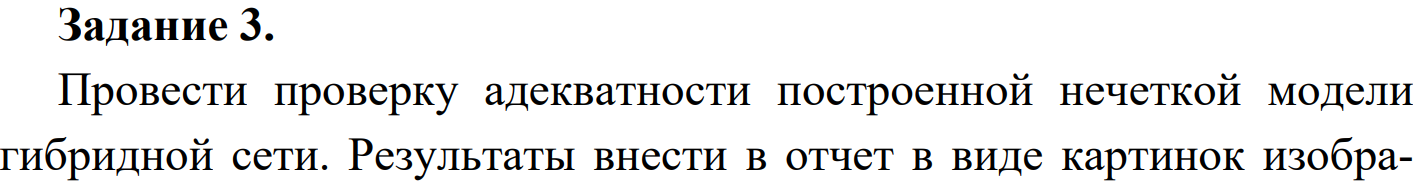 Задание 3.
Провести проверку адекватности построенной нечеткой модели
гибридной сети. Результаты внести в отчет в виде картинок изобра-